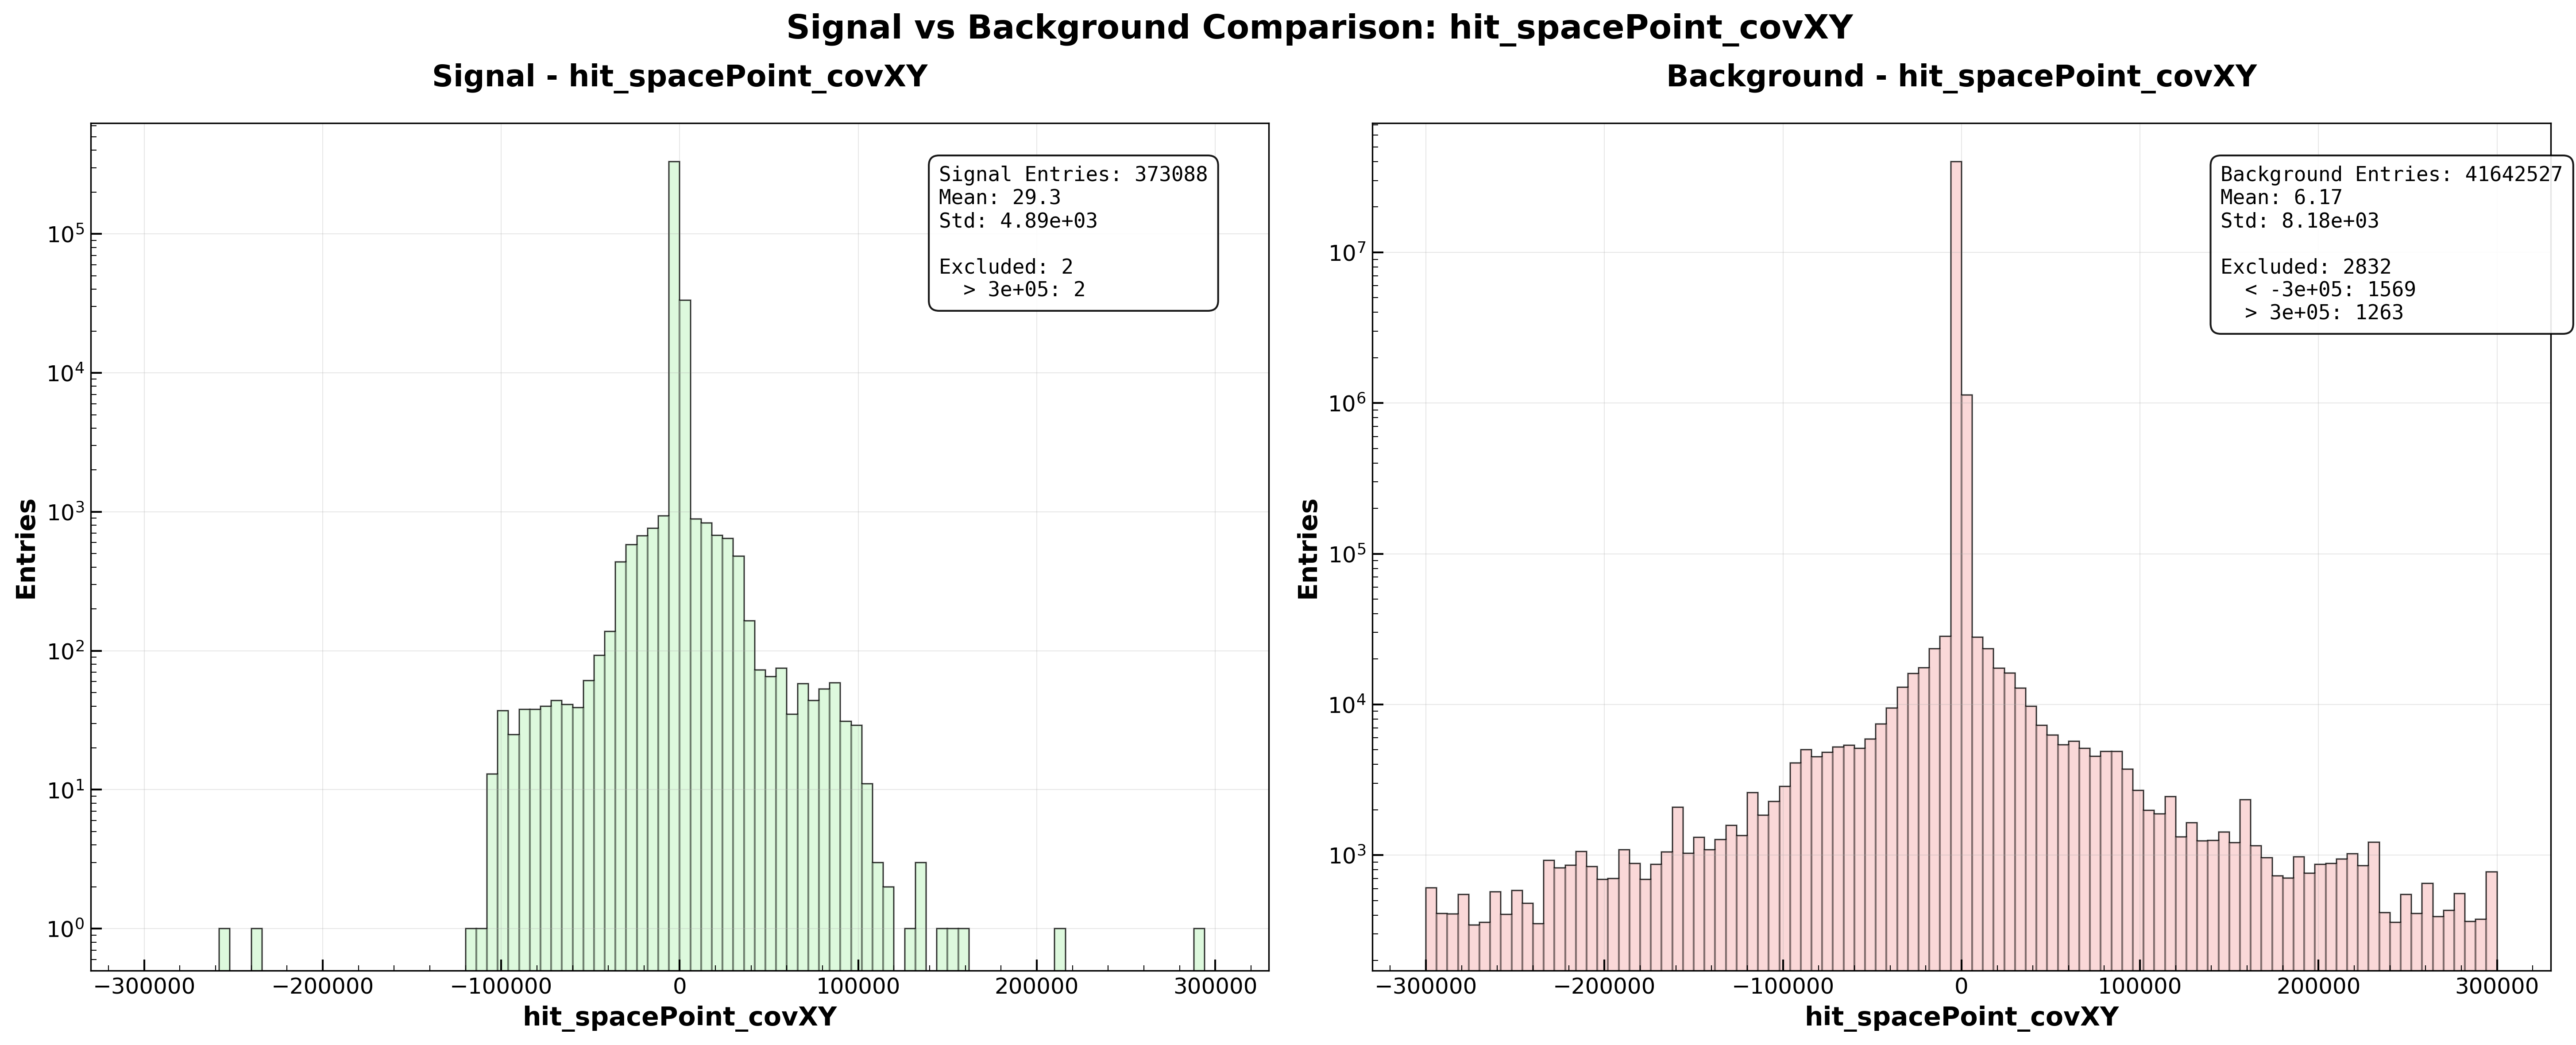 Signal vs Background Comparison: hit_spacePoint_covXY
Signal - hit_spacePoint_covXY
Entries
10^5
10^4
10^3
10^2
10^1
10^0
Signal Entries: 373088
Mean: 29.3
Std: 4.89e+03
Excluded: 2
> 3e+05: 2
−300000 −200000 −100000 0 100000 200000 300000
hit_spacePoint_covXY
Background - hit_spacePoint_covXY
Entries
10^7
10^6
10^5
10^4
10^3
Background Entries: 41642527
Mean: 6.17
Std: 8.18e+03
Excluded: 2832
< -3e+05: 1569
> 3e+05: 1263
−300000 −200000 −100000 0 100000 200000 300000
hit_spacePoint_covXY